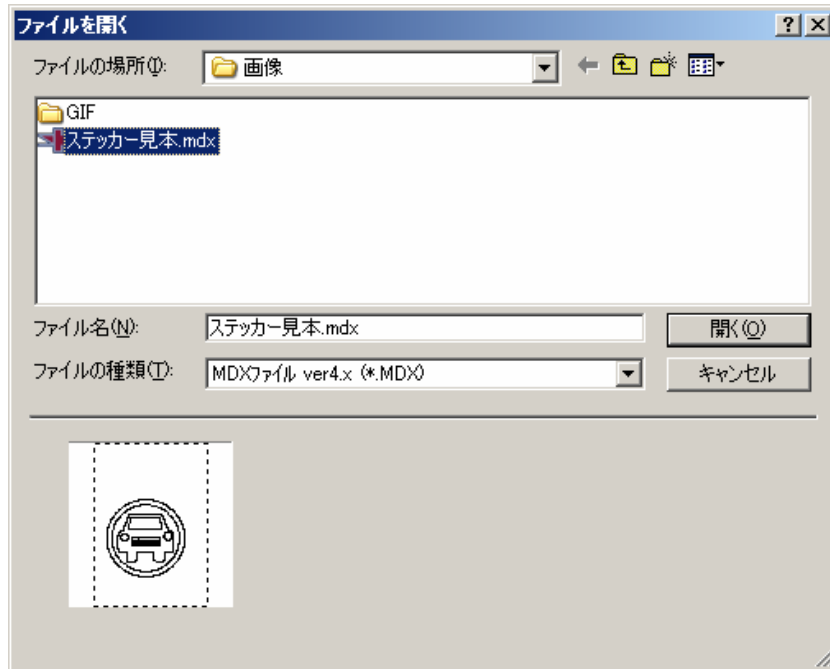 ファイルを開く
ファイルの場所(I):
画像
GIF
ステッカー見本.mdx
ファイル名(N):
ステッカー見本.mdx
開く(O)
ファイルの種類(T):
MDXファイル ver4.x (*.MDX)
キャンセル